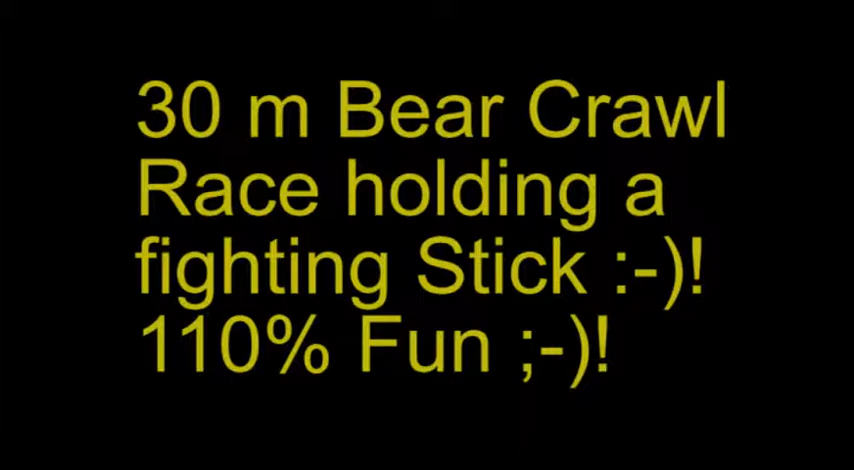 30 m Bear Crawl
Race holding a
fighting Stick :-)!
110% Fun ;-)!